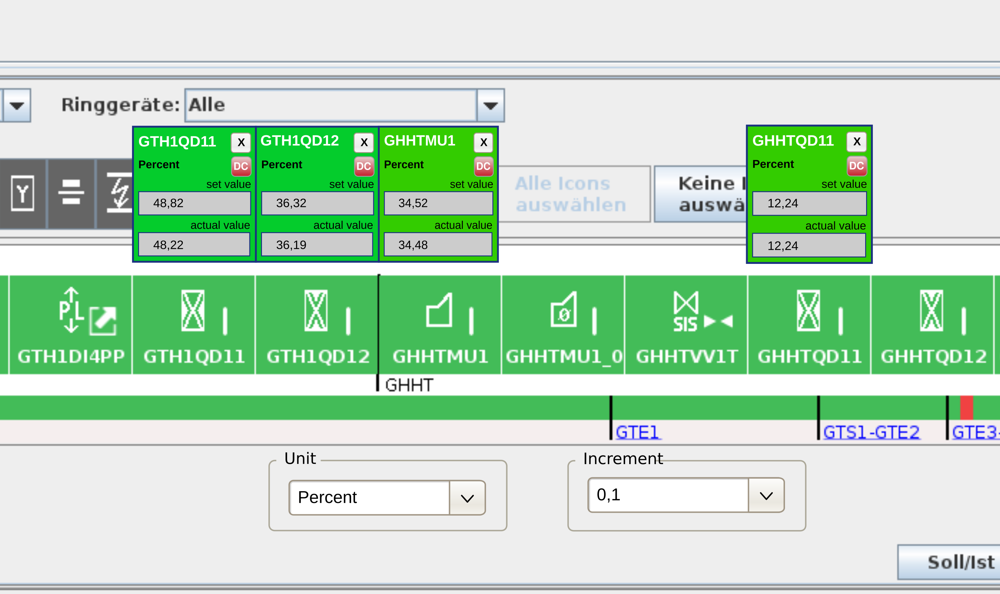 Ringgeräte: Alle
GTH1QD11 X
Percent DC
set value
48,82
actual value
48,22
GTH1QD12 X
Percent DC
set value
36,32
actual value
36,19
GHHTMU1 X
Percent DC
set value
34,52
actual value
34,48
Alle Icons
auswählen
Keine
GHHTQD11 X
Percent DC
set value
12,24
actual value
12,24
Y
PL
SIS
GTH1DI4PP GTH1QD11 GTH1QD12 GHHTMU1 GHHTMU1_0 GHHTVV1T GHHTQD11 GHHTQD12
GHHT
GTE1 GTS1-GTE2 GTE3-
Unit
Percent
Increment
0,1
Soll/Ist